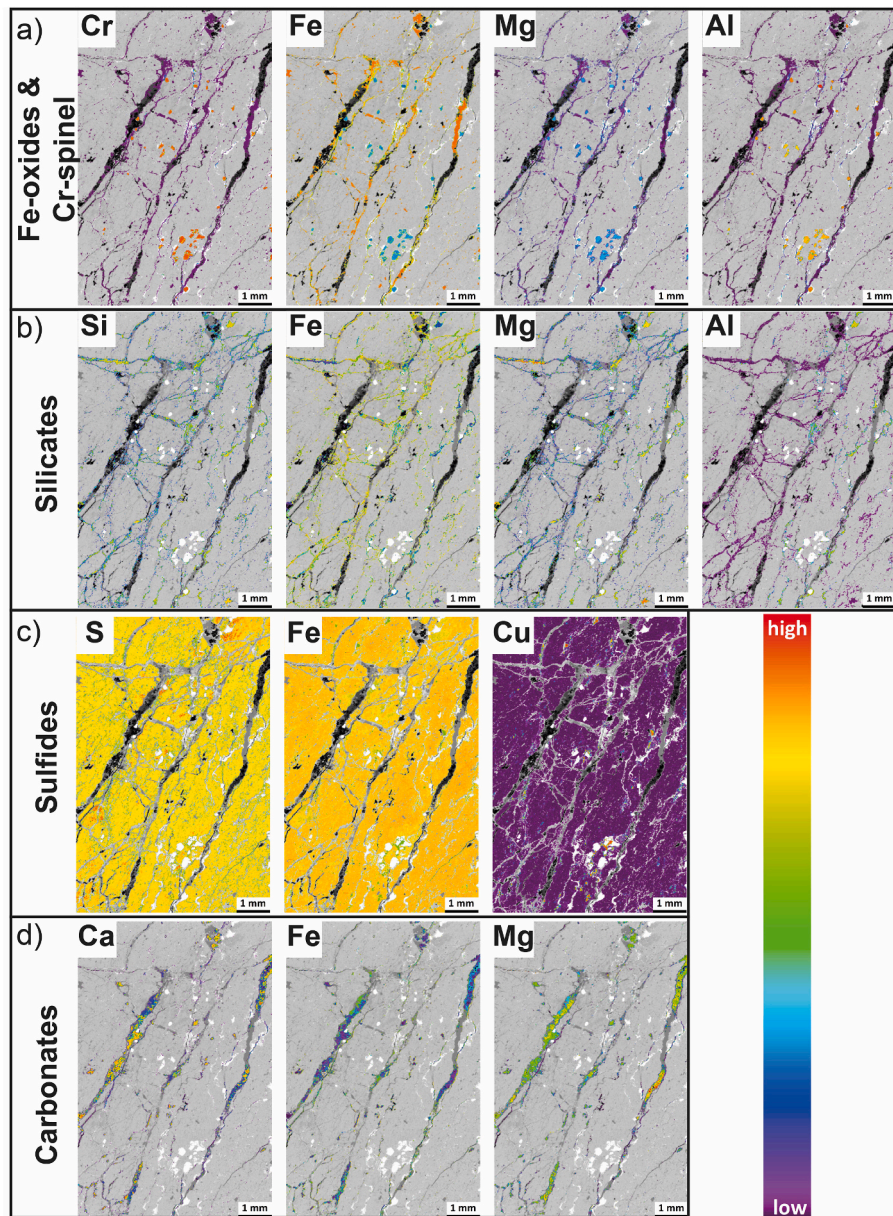 a)
Cr
Fe
Mg
Al
Fe-oxides &
Cr-spinel
1 mm
1 mm
1 mm
1 mm
b)
Si
Fe
Mg
Al
Silicates
1 mm
1 mm
1 mm
1 mm
c)
S
Fe
Cu
Sulfides
1 mm
1 mm
1 mm
high
low
d)
Ca
Fe
Mg
Carbonates
1 mm
1 mm
1 mm